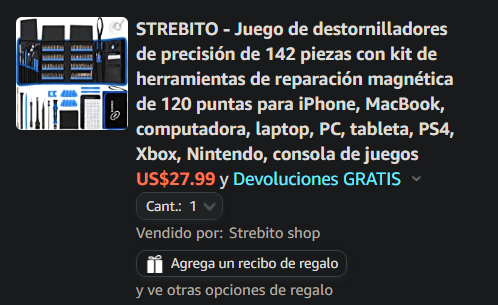 STREBITO - Juego de destornilladores
de precisión de 142 piezas con kit de
herramientas de reparación magnética
de 120 puntas para iPhone, MacBook,
computadora, laptop, PC, tableta, PS4,
Xbox, Nintendo, consola de juegos
US$27.99 y Devoluciones GRATIS
Cant.: 1
Vendido por: Strebito shop
Agrega un recibo de regalo
y ve otras opciones de regalo